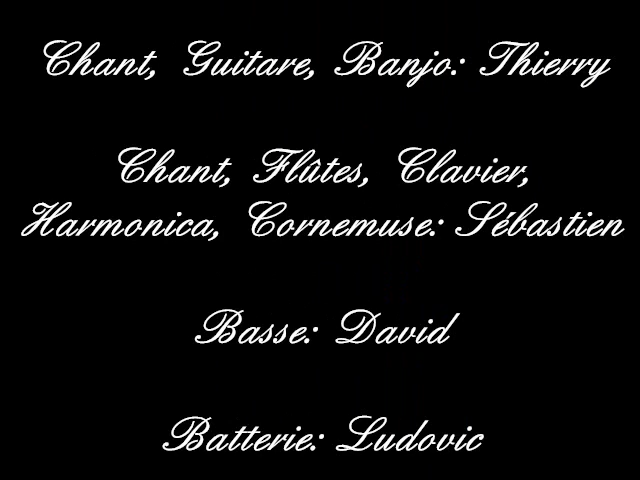 Chant, Guitare, Banjo: Thierry
Chant, Flûtes, Clavier,
Harmonica, Cornemuse: Sébastien
Basse: David
Batterie: Ludovic